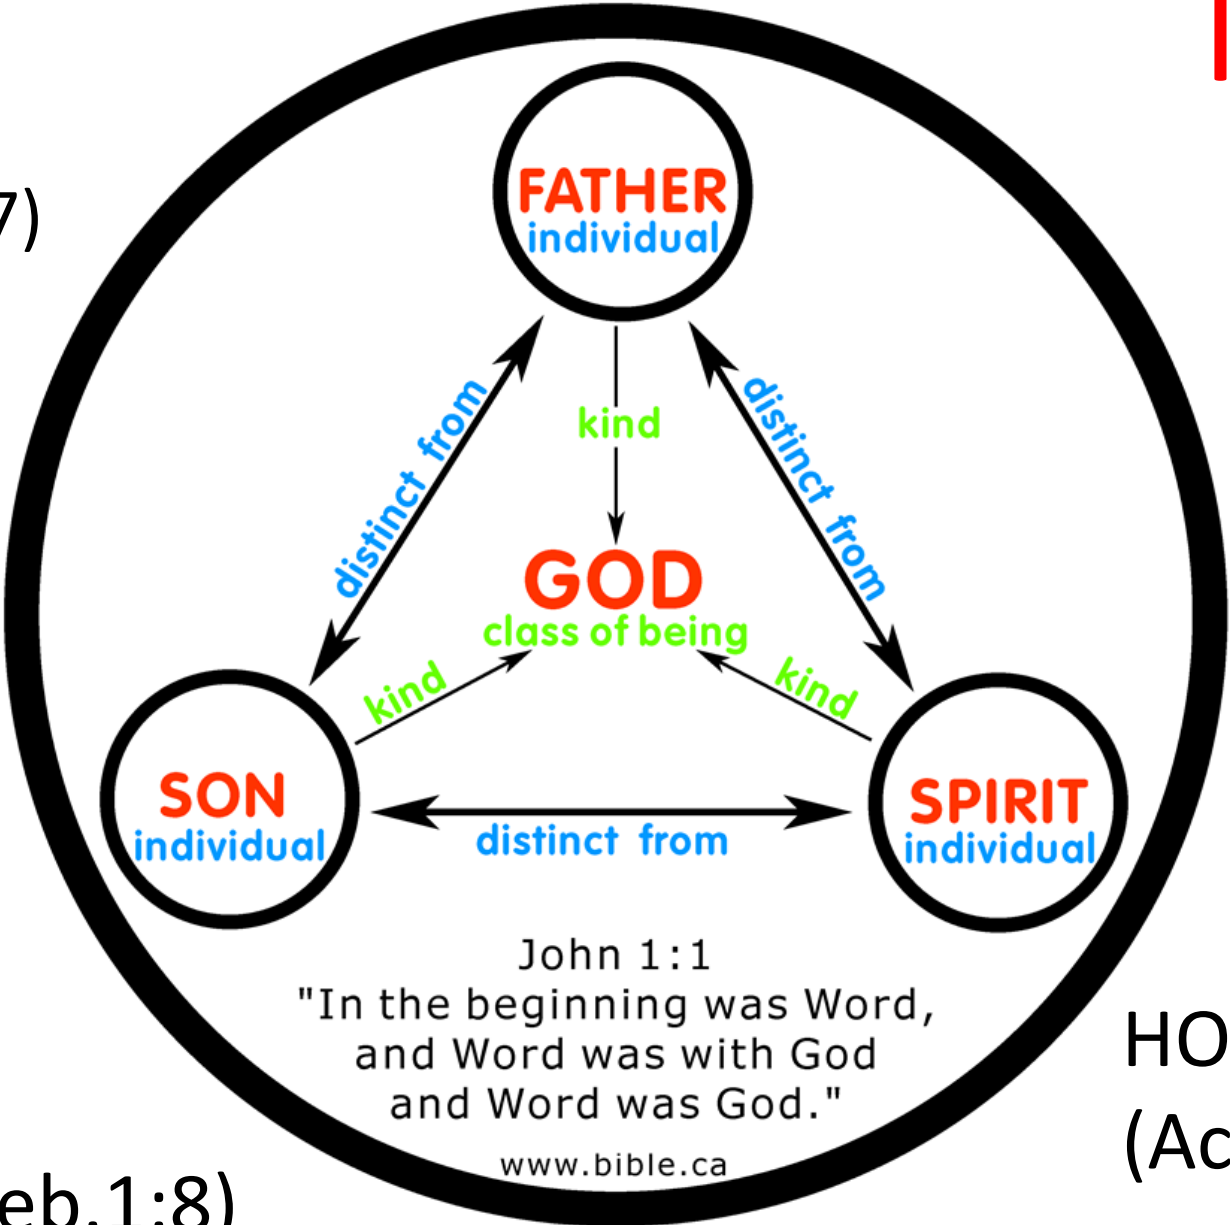 7)
FATHER
individual
distinct from
kind
distinct from
GOD
class of being
kind
kind
SON
individual
distinct from
SPIRIT
individual
John 1:1
"In the beginning was Word,
and Word was with God
and Word was God."
www.bible.ca
HO
(Ac
eb.1:8)